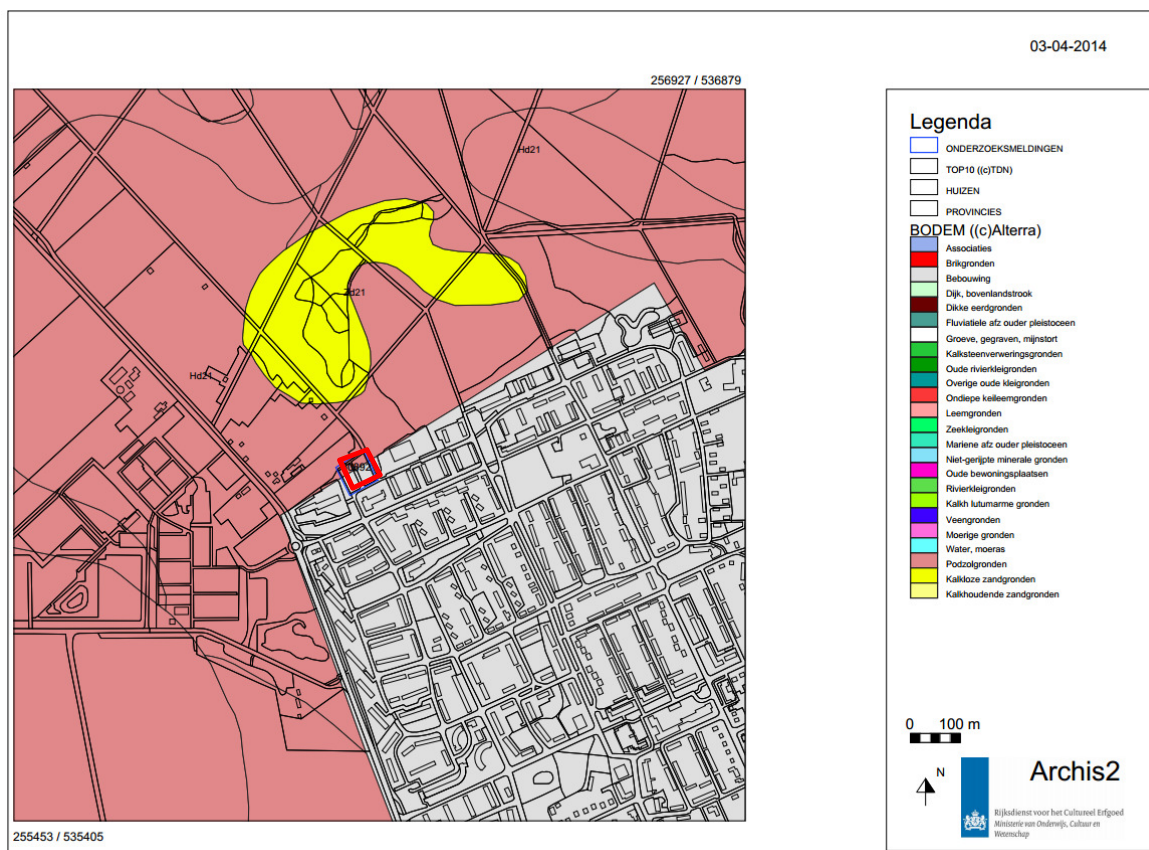 03-04-2014
256927 / 536879
Hd21
Zd21
Hd21
255453 / 535405
Legenda
ONDERZOEKSMELDINGEN
TOP10 ((c)TDN)
HUIZEN
PROVINCIES
BODEM ((c)Alterra)
Associaties
Brikgronden
Bebouwing
Dijk, bovenlandstrook
Dikke eerdgronden
Fluviatiele afz ouder pleistoceen
Groeve, gegraven, mijnstort
Kalksteenverweringsgronden
Oude rivierkleigronden
Overige oude kleigronden
Ondiepe keileemgronden
Leemgronden
Zeekleigronden
Mariene afz ouder pleistoceen
Niet-gerijpte minerale gronden
Oude bewoningsplaatsen
Rivierkleigronden
Kalkh lutumarme gronden
Veengronden
Moerige gronden
Water, moeras
Podzolgronden
Kalkloze zandgronden
Kalkhoudende zandgronden
0 100 m
N
Archis2
Rijksdienst voor het Cultureel Erfgoed
Ministerie van Onderwijs, Cultuur en
Wetenschap